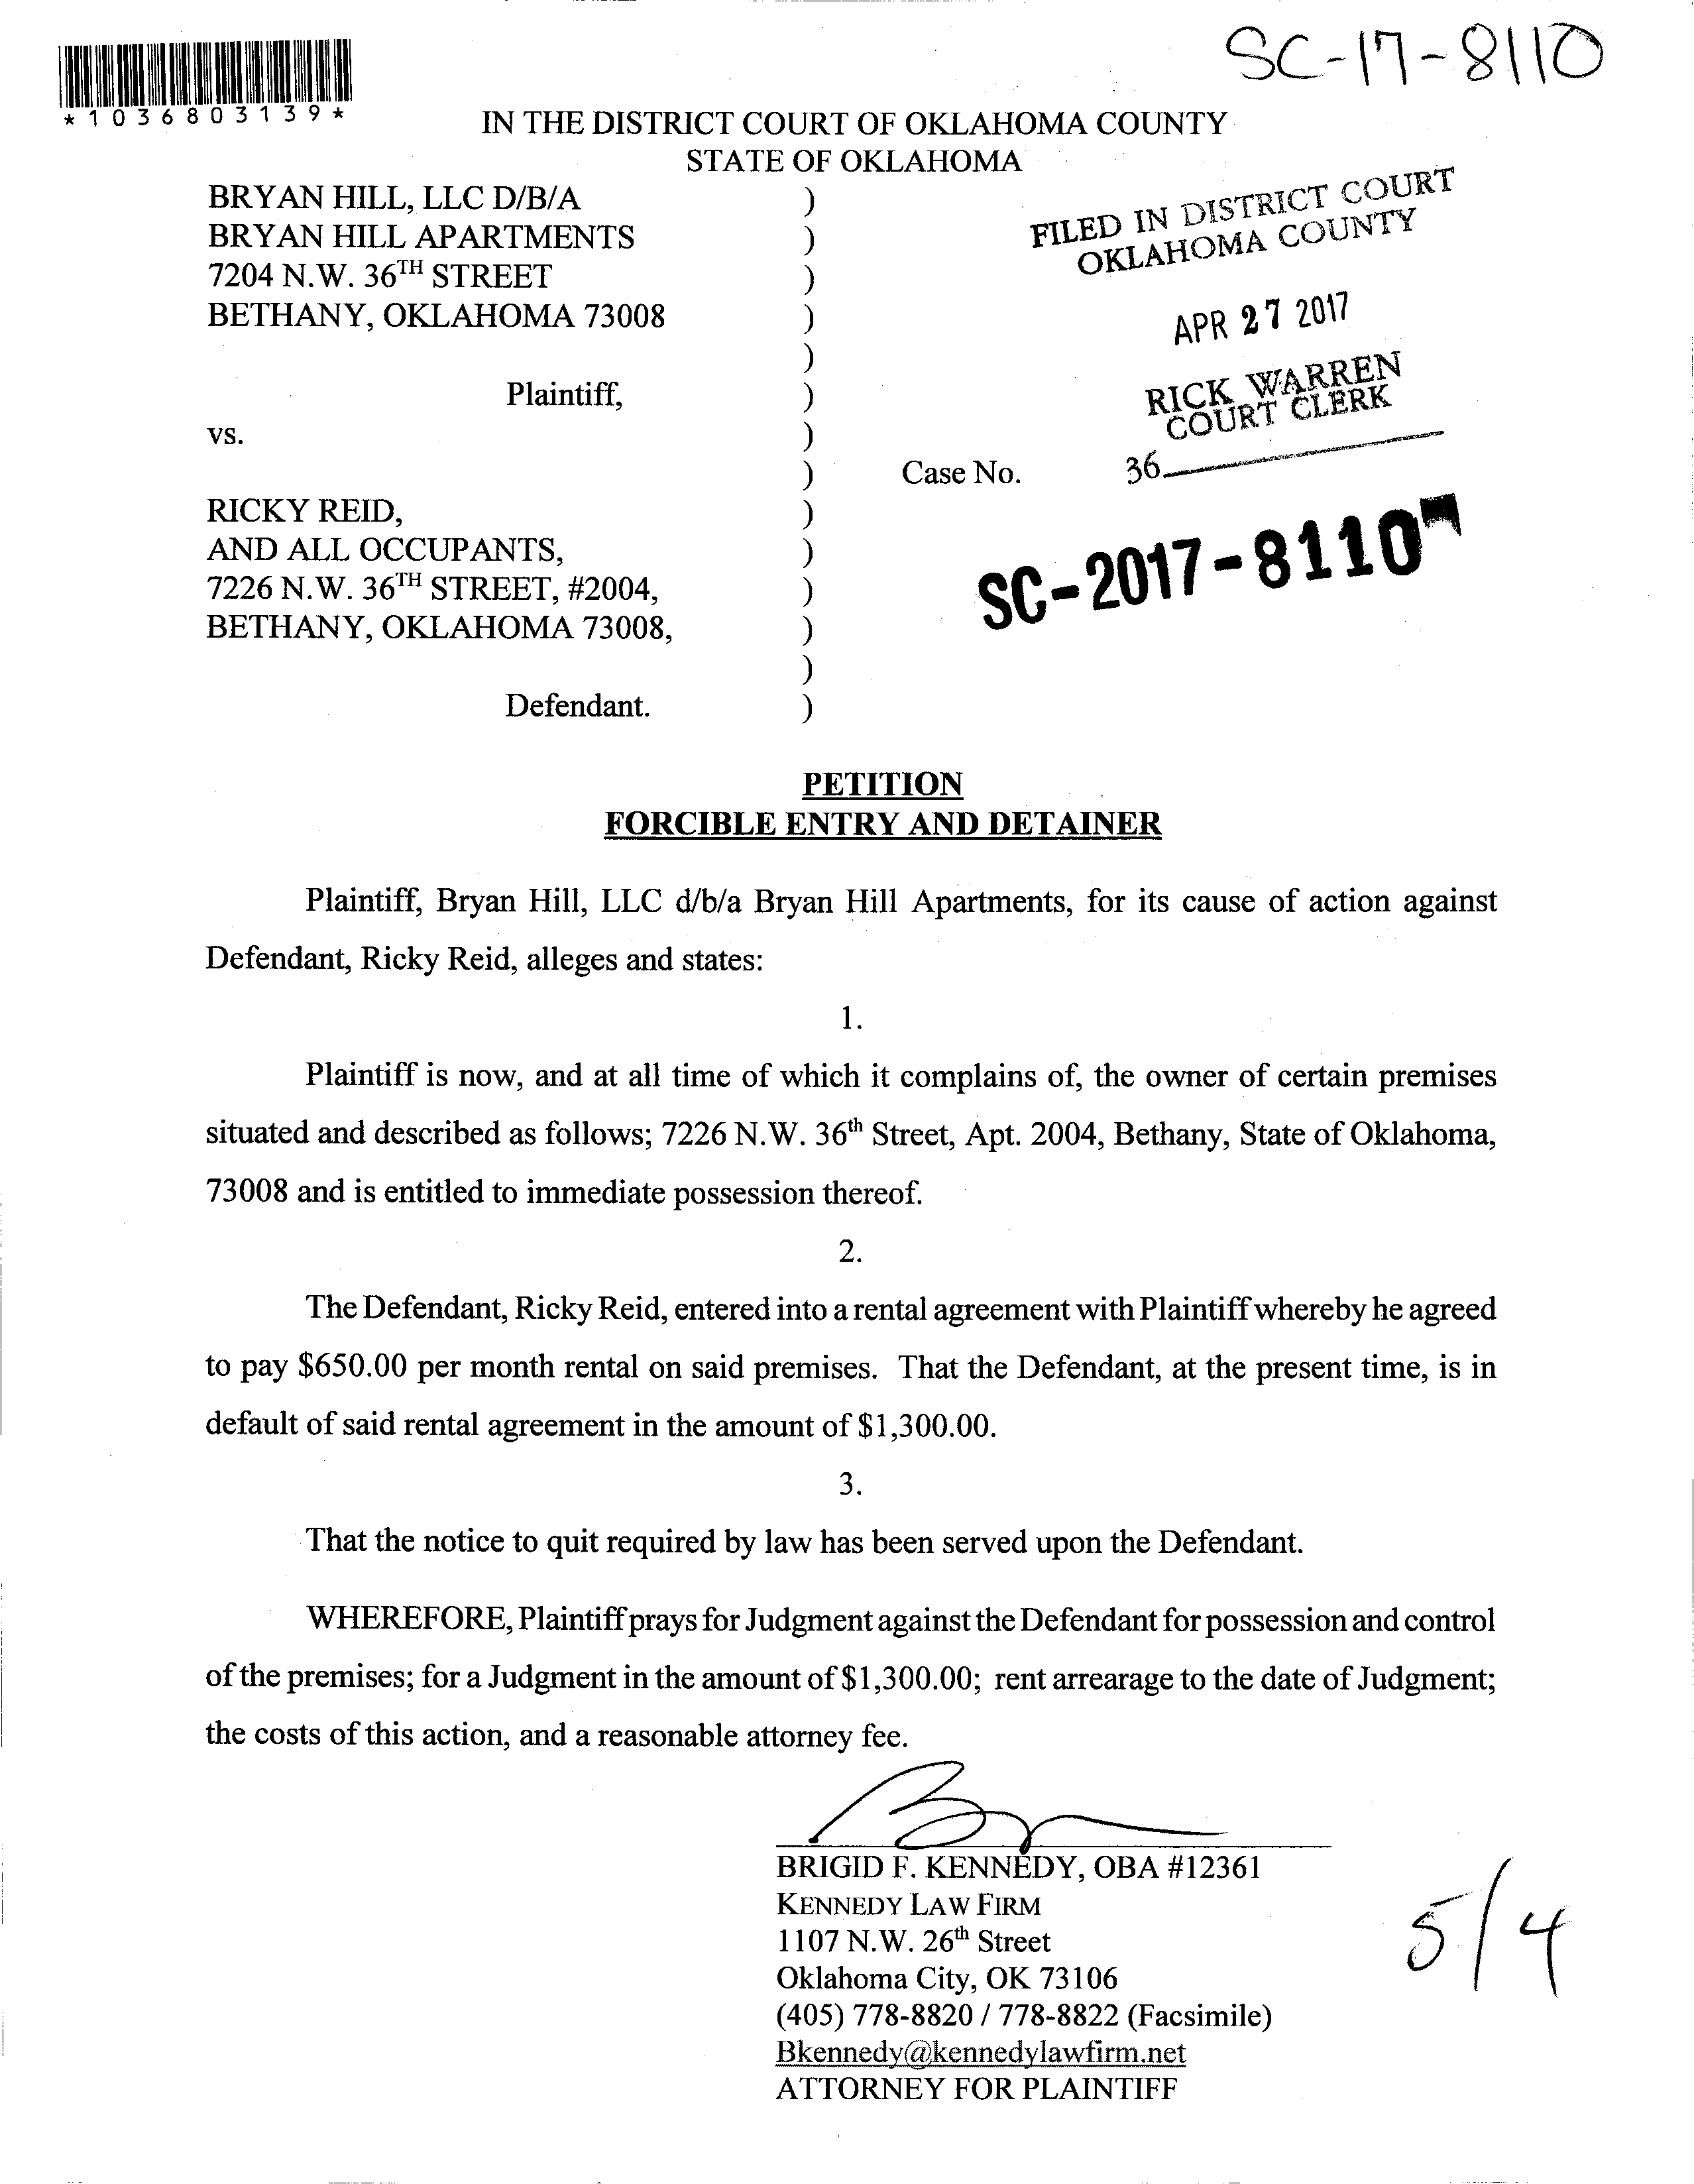 SC-17-8110
*1036803139*
IN THE DISTRICT COURT OF OKLAHOMA COUNTY
STATE OF OKLAHOMA
BRYAN HILL, LLC D/B/A )
BRYAN HILL APARTMENTS )
7204 N.W. 36TH STREET )
BETHANY, OKLAHOMA 73008 )
)
Plaintiff, )
vs. )
) Case No.
RICKY REID, )
AND ALL OCCUPANTS, )
7226 N.W. 36TH STREET, #2004, )
BETHANY, OKLAHOMA 73008, )
)
Defendant. )
FILED IN DISTRICT COURT
OKLAHOMA COUNTY
APR 27 2017
RICK WARREN
COURT CLERK
36
SC-2017-8110
PETITION
FORCIBLE ENTRY AND DETAINER
Plaintiff, Bryan Hill, LLC d/b/a Bryan Hill Apartments, for its cause of action against
Defendant, Ricky Reid, alleges and states:
1.
Plaintiff is now, and at all time of which it complains of, the owner of certain premises
situated and described as follows; 7226 N.W. 36th Street, Apt. 2004, Bethany, State of Oklahoma,
73008 and is entitled to immediate possession thereof.
2.
The Defendant, Ricky Reid, entered into a rental agreement with Plaintiff whereby he agreed
to pay $650.00 per month rental on said premises. That the Defendant, at the present time, is in
default of said rental agreement in the amount of $1,300.00.
3.
That the notice to quit required by law has been served upon the Defendant.
WHEREFORE, Plaintiff prays for Judgment against the Defendant for possession and control
of the premises; for a Judgment in the amount of $1,300.00; rent arrearage to the date of Judgment;
the costs of this action, and a reasonable attorney fee.
BRIGID F. KENNEDY, OBA #12361
KENNEDY LAW FIRM
1107 N.W. 26th Street
Oklahoma City, OK 73106
(405) 778-8820 / 778-8822 (Facsimile)
Bkennedy@kennedylawfirm.net
ATTORNEY FOR PLAINTIFF
5/4